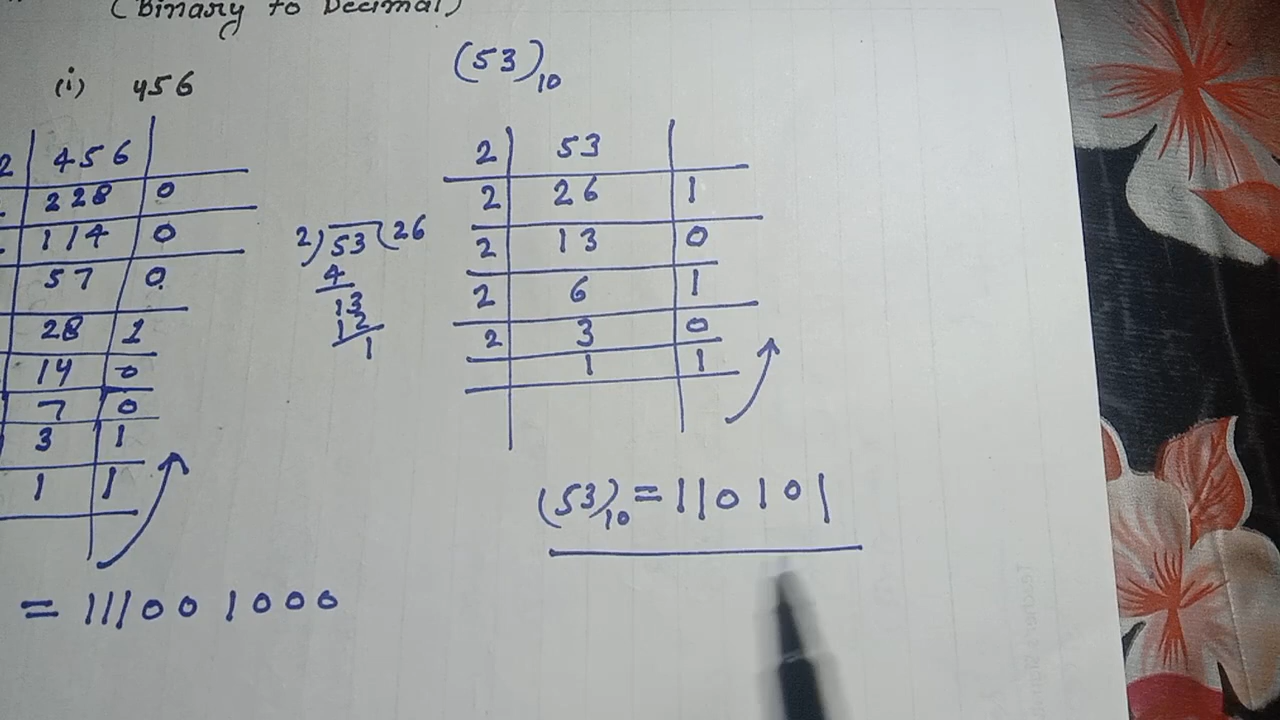 (Binary to Decimal)
(i) 456
2 456
228 0
114 0
57 0
28 1
14 0
7 0
3 1
1 1
= 111001000
(53)10
2) 53 (26
4
13
12
1
2 53
2 26 1
2 13 0
2 6 1
2 3 0
1 1
(53)10 = 110101